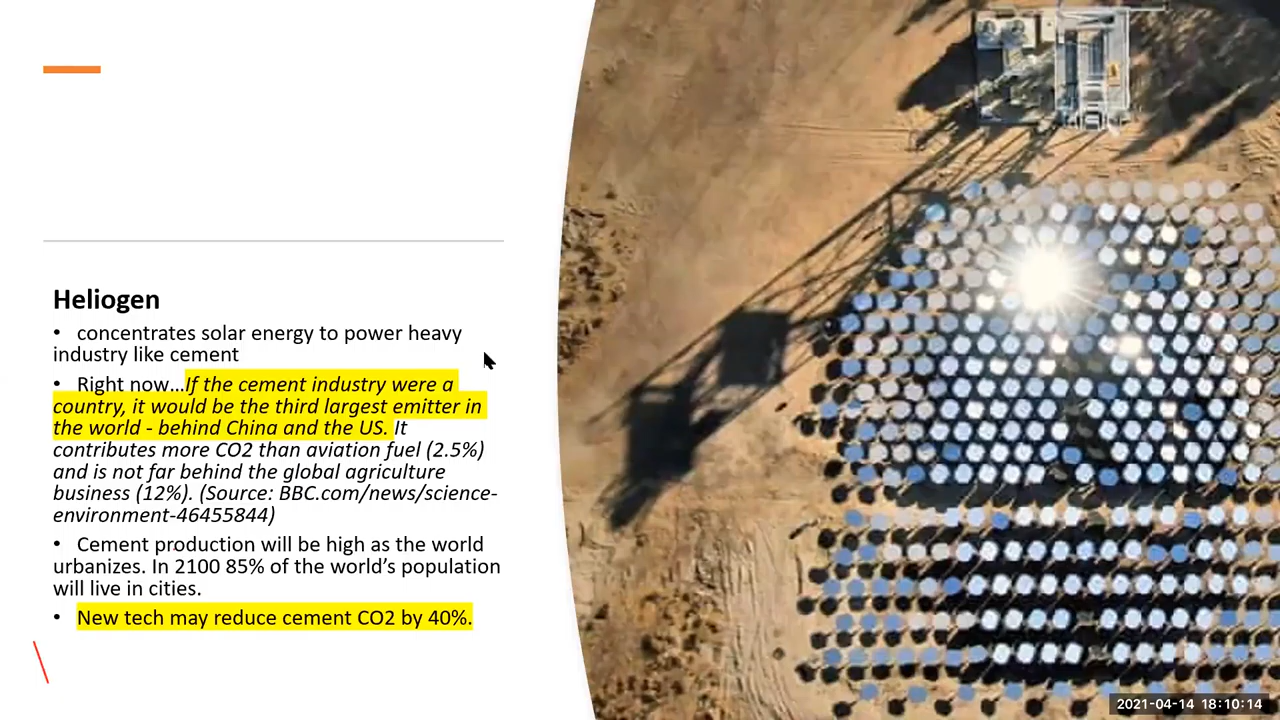 Heliogen
• concentrates solar energy to power heavy
industry like cement
• Right now…If the cement industry were a
country, it would be the third largest emitter in
the world - behind China and the US. It
contributes more CO2 than aviation fuel (2.5%)
and is not far behind the global agriculture
business (12%). (Source: BBC.com/news/science-
environment-46455844)
• Cement production will be high as the world
urbanizes. In 2100 85% of the world’s population
will live in cities.
• New tech may reduce cement CO2 by 40%.
2021-04-14 18:10:14